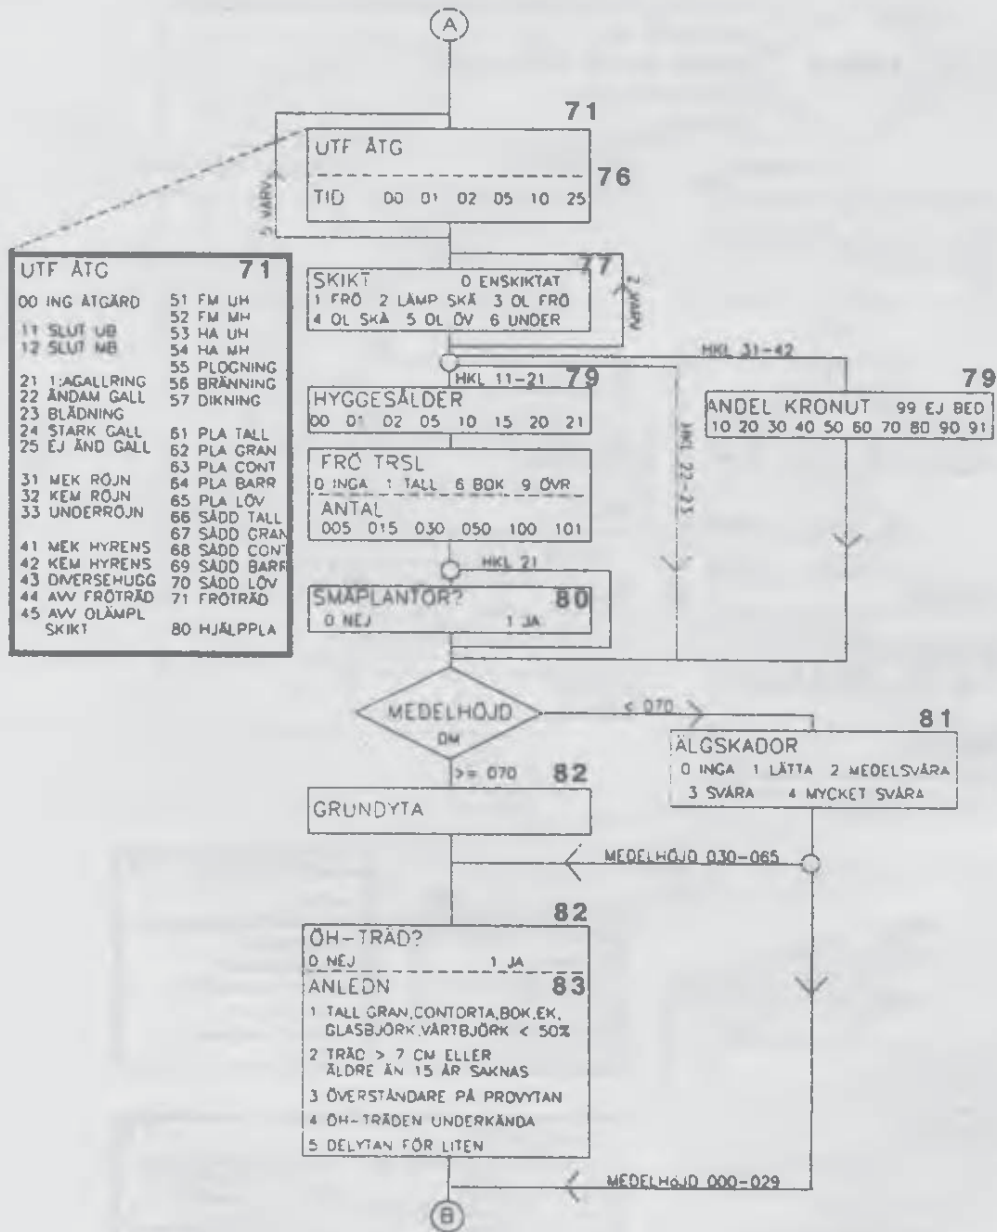 A
71
UTF ÅTG
76
TID 00 01 02 05 10 25
5 VARV
UTF ÅTG 71
00 ING ÅTGÄRD
11 SLUT UB
12 SLUT MB
21 1:AGALLRING
22 ÄNDAM GALL
23 BLÄDNING
24 STARK GALL
25 EJ ÄND GALL
31 MEK RÖJN
32 KEM RÖJN
33 UNDERRÖJN
41 MEK HYRENS
42 KEM HYRENS
43 DIVERSEHUGG
44 AVV FRÖTRÄD
45 AVV OLÄMPL
SKIKT
51 FM UH
52 FM MH
53 HA UH
54 HA MH
55 PLOGNING
56 BRÄNNING
57 DIKNING
61 PLA TALL
62 PLA GRAN
63 PLA CONT
64 PLA BARR
65 PLA LÖV
66 SÅDD TALL
67 SÅDD GRAN
68 SÅDD CONT
69 SÅDD BARR
70 SÅDD LÖV
71 FRÖTRÄD
80 HJÄLPPLA
77
SKIKT 0 ENSKIKTAT
1 FRÖ 2 LÄMP SKÄ 3 OL FRÖ
4 OL SKÄ 5 OL ÖV 6 UNDER
2 VARV
HKL 31-42
HKL 11-21 79
HYGGESÅLDER
00 01 02 05 10 15 20 21
HKL 22-23
79
ANDEL KRONUT 99 EJ BED
10 20 30 40 50 60 70 80 90 91
FRÖ TRSL
0 INGA 1 TALL 6 BOK 9 ÖVR
ANTAL
005 015 030 050 100 101
HKL 21
SMÅPLANTOR? 80
0 NEJ 1 JA
MEDELHÖJD
DM
< 070
81
ÄLGSKADOR
0 INGA 1 LÄTTA 2 MEDELSVÅRA
3 SVÅRA 4 MYCKET SVÅRA
>= 070 82
GRUNDYTA
MEDELHÖJD 030-065
82
ÖH-TRÄD?
0 NEJ 1 JA
ANLEDN 83
1 TALL GRAN,CONTORTA,BOK,EK,
GLASBJÖRK,VÅRTBJÖRK < 50%
2 TRÄD > 7 CM ELLER
ÄLDRE ÄN 15 ÅR SAKNAS
3 ÖVERSTÅNDARE PÅ PROVYTAN
4 ÖH-TRÄDEN UNDERKÄNDA
5 DELYTAN FÖR LITEN
MEDELHÖJD 000-029
B